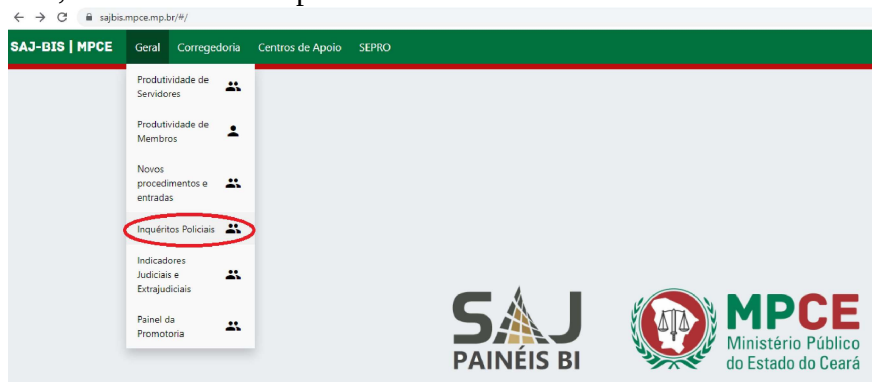 sajbis.mpce.mp.br/#/
SAJ-BIS | MPCE Geral Corregedoria Centros de Apoio SEPRO
Produtividade de
Servidores
Produtividade de
Membros
Novos
procedimentos e
entradas
Inquéritos Policiais
Indicadores
Judiciais e
Extrajudiciais
Painel da
Promotoria
SAJ
PAINÉIS BI
MPCE
Ministério Público
do Estado do Ceará